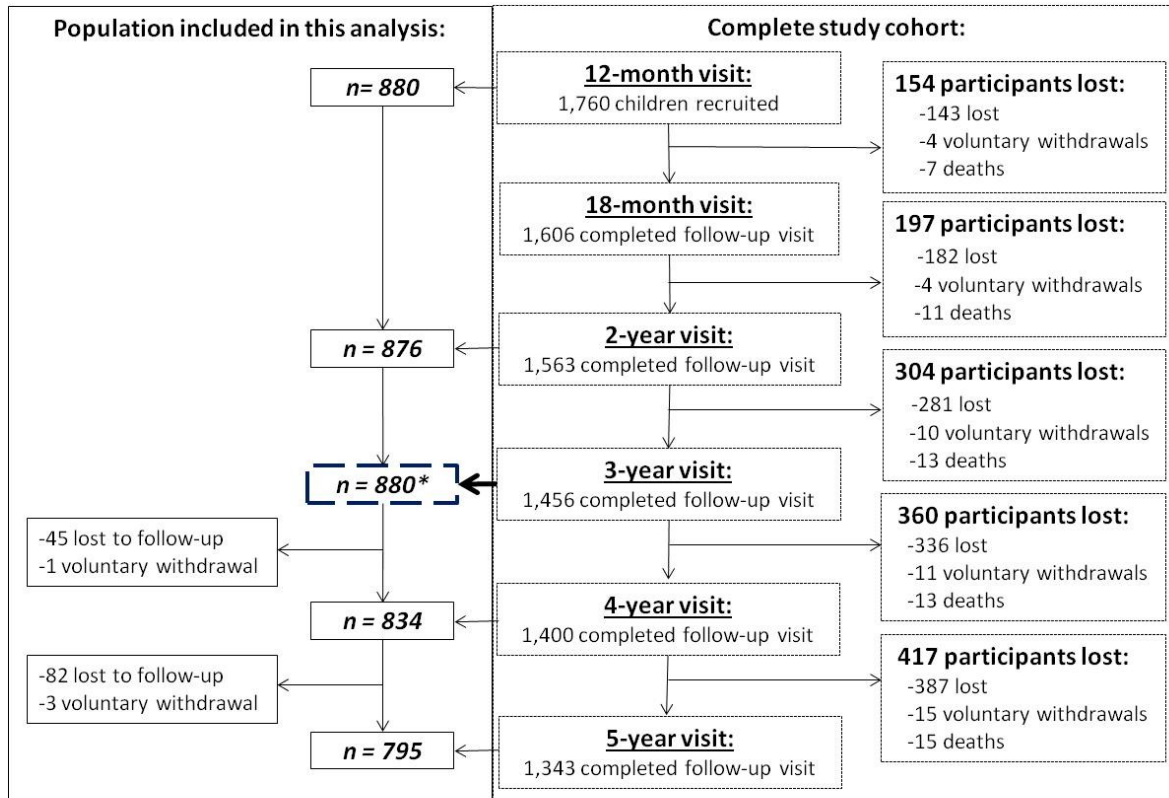 Population included in this analysis:
n= 880
n = 876
n = 880*
-45 lost to follow-up
-1 voluntary withdrawal
n = 834
-82 lost to follow-up
-3 voluntary withdrawal
n = 795
Complete study cohort:
12-month visit:
1,760 children recruited
154 participants lost:
-143 lost
-4 voluntary withdrawals
-7 deaths
18-month visit:
1,606 completed follow-up visit
197 participants lost:
-182 lost
-4 voluntary withdrawals
-11 deaths
2-year visit:
1,563 completed follow-up visit
304 participants lost:
-281 lost
-10 voluntary withdrawals
-13 deaths
3-year visit:
1,456 completed follow-up visit
360 participants lost:
-336 lost
-11 voluntary withdrawals
-13 deaths
4-year visit:
1,400 completed follow-up visit
417 participants lost:
-387 lost
-15 voluntary withdrawals
-15 deaths
5-year visit:
1,343 completed follow-up visit